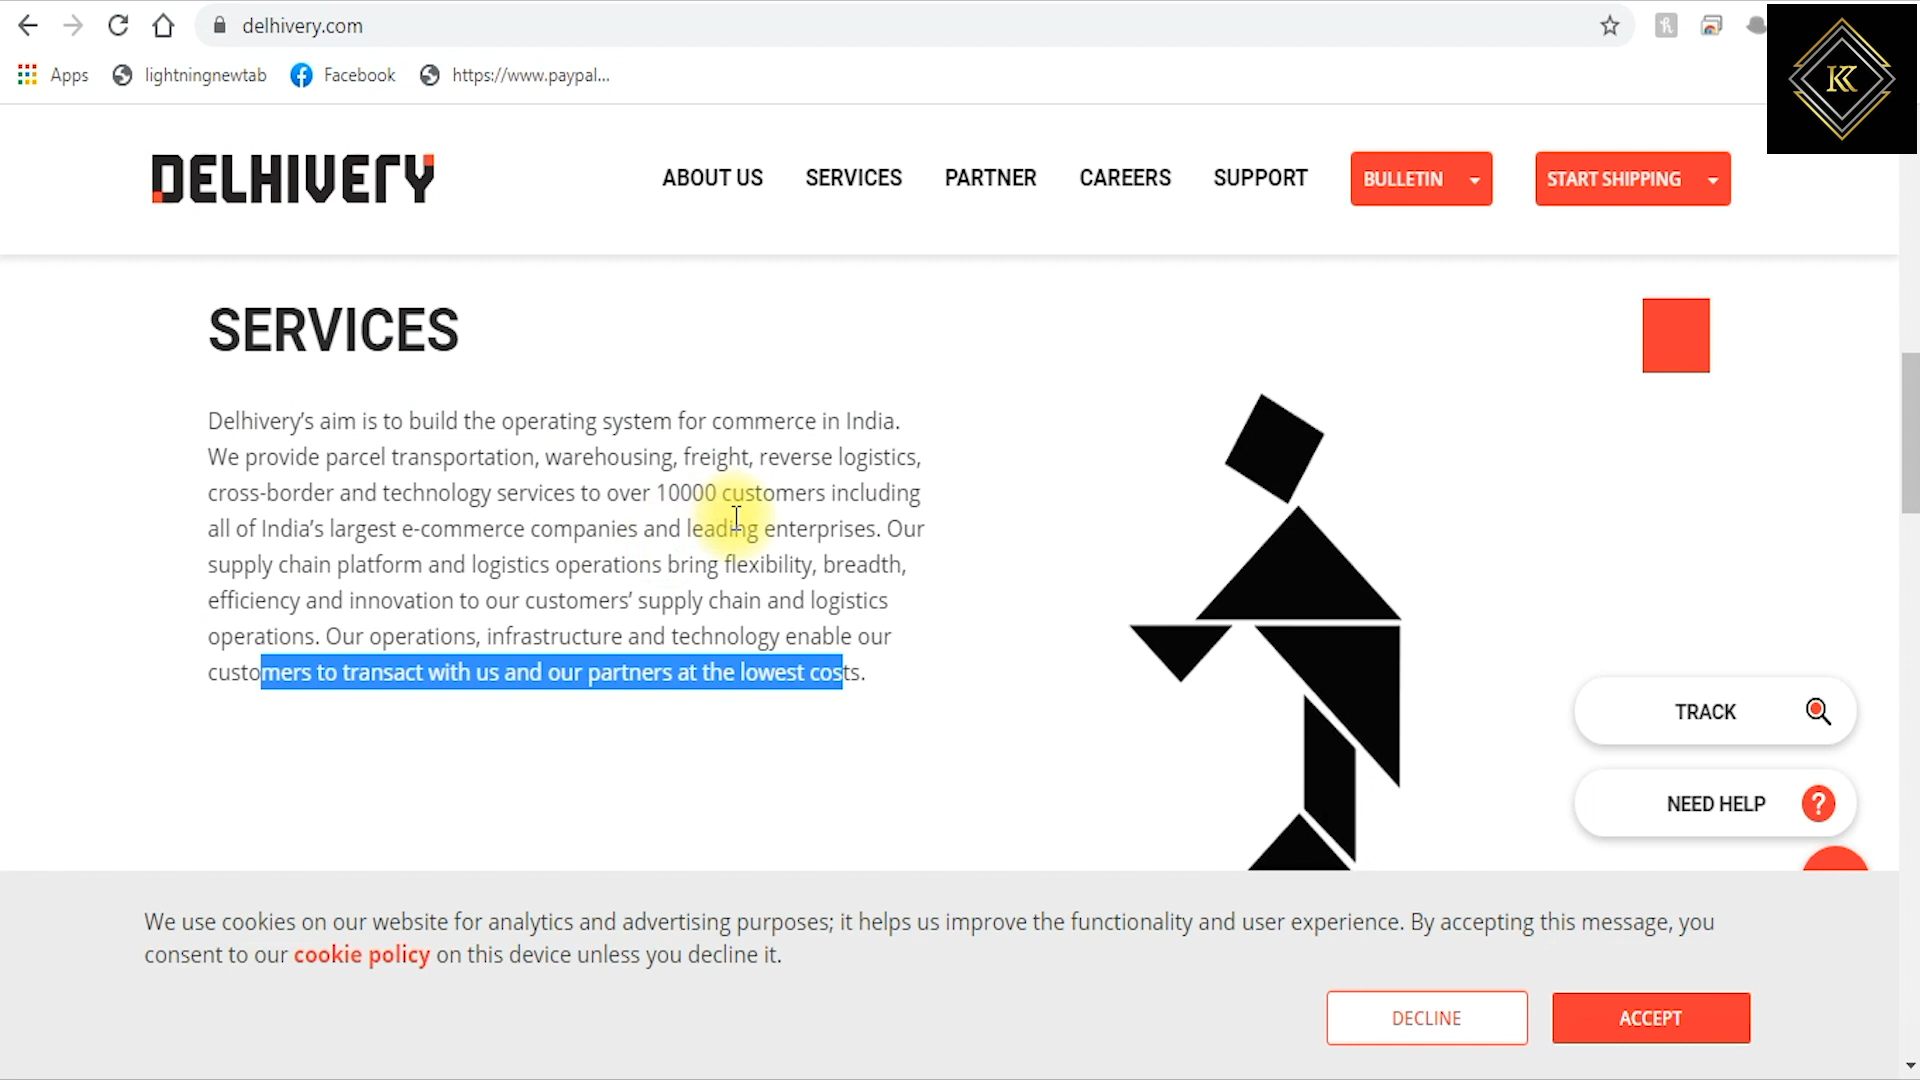 delhivery.com
Apps lightningnewtab Facebook https://www.paypal...
DELHIVERY
ABOUT US SERVICES PARTNER CAREERS SUPPORT BULLETIN START SHIPPING
SERVICES
Delhivery’s aim is to build the operating system for commerce in India.
We provide parcel transportation, warehousing, freight, reverse logistics,
cross-border and technology services to over 10000 customers including
all of India’s largest e-commerce companies and leading enterprises. Our
supply chain platform and logistics operations bring flexibility, breadth,
efficiency and innovation to our customers’ supply chain and logistics
operations. Our operations, infrastructure and technology enable our
customers to transact with us and our partners at the lowest costs.
TRACK
NEED HELP ?
We use cookies on our website for analytics and advertising purposes; it helps us improve the functionality and user experience. By accepting this message, you
consent to our cookie policy on this device unless you decline it.
DECLINE ACCEPT